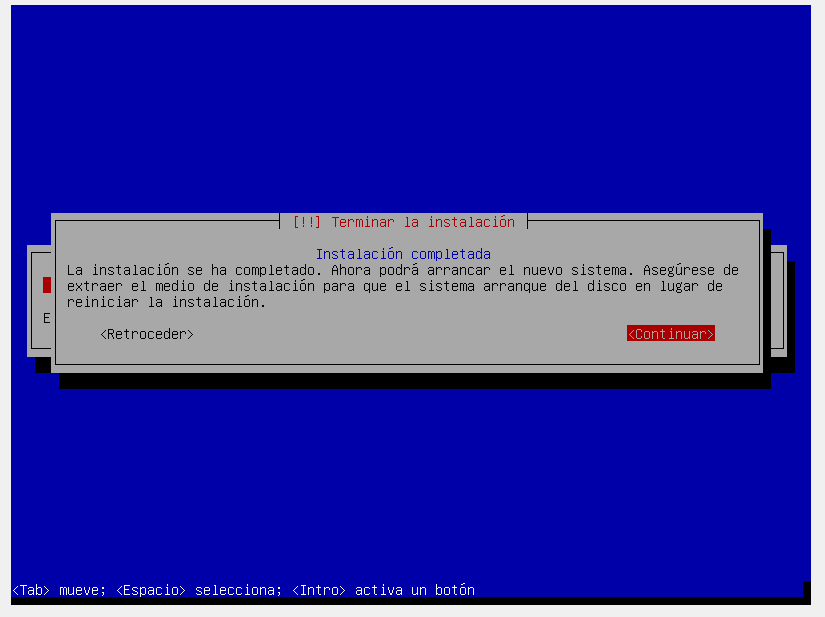 [!!] Terminar la instalación
Instalación completada
La instalación se ha completado. Ahora podrá arrancar el nuevo sistema. Asegúrese de
extraer el medio de instalación para que el sistema arranque del disco en lugar de
reiniciar la instalación.
E
<Retroceder> <Continuar>
<Tab> mueve; <Espacio> selecciona; <Intro> activa un botón